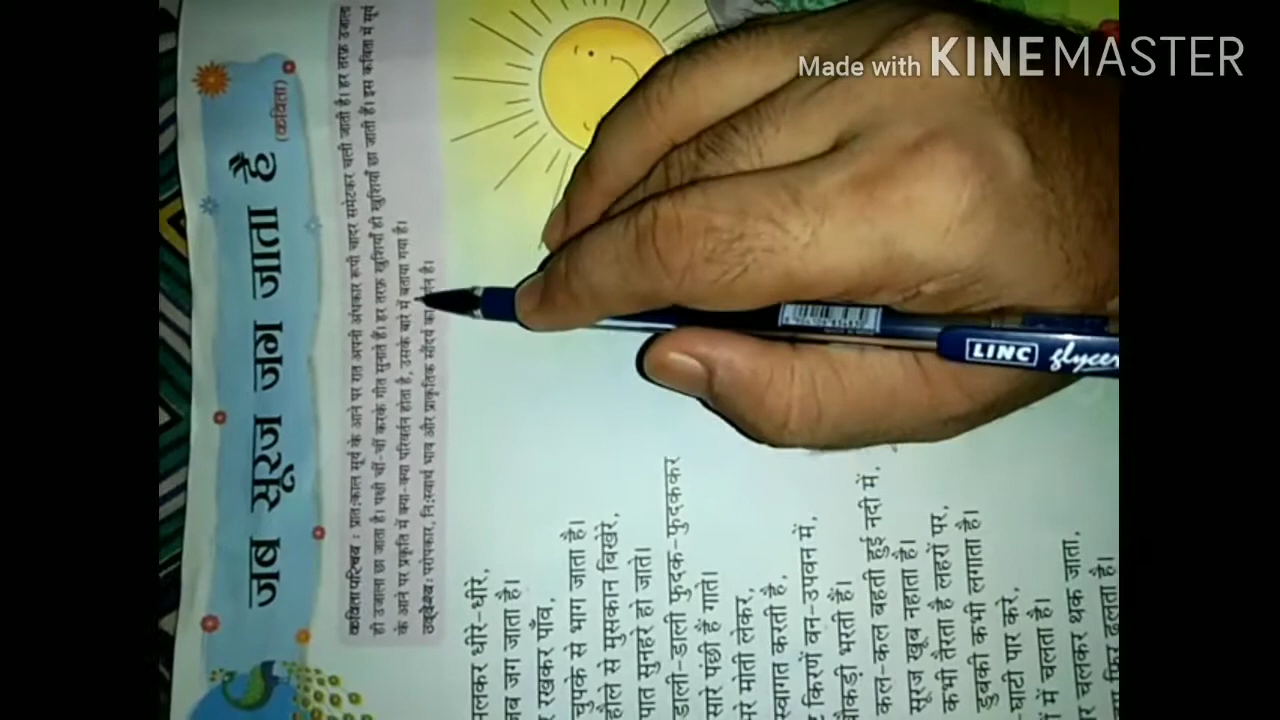 Made with KINEMASTER
जब सूरज जग जाता है
(कविता)
कविता परिचय : प्रातःकाल सूर्य के आने पर रात अपनी अंधकार रूपी चादर समेटकर चली जाती है। हर तरफ़ उजाला
ही उजाला छा जाता है। पक्षी चीं-चीं करके गीत सुनाते हैं। हर तरफ़ खुशियाँ ही खुशियाँ छा जाती हैं। इस कविता में सूर्य
के आने पर प्रकृति में क्या-क्या परिवर्तन होता है, उसके बारे में बताया गया है।
उद्देश्य : परोपकार, निःस्वार्थ भाव और प्राकृतिक सौंदर्य का है।
धीरे-धीरे,
जब जग जाता है।
रखकर पाँव,
चुपके से भाग जाता है।
हौले से मुसकान बिखेरे,
पात सुनहरे हो जाते।
डाली-डाली फुदक-फुदककर
सारे पंछी हैं गाते।
मोती लेकर,
स्वागत करती है,
किरणें वन-उपवन में,
चौकड़ी भरती हैं।
कल-कल बहती हुई नदी में,
सूरज खूब नहाता है।
कभी तैरता है लहरों पर,
डुबकी कभी लगाता है।
घाटी पार करे,
में चलता है।
चलकर थक जाता,
फिर ढलता है।
LINC glycer